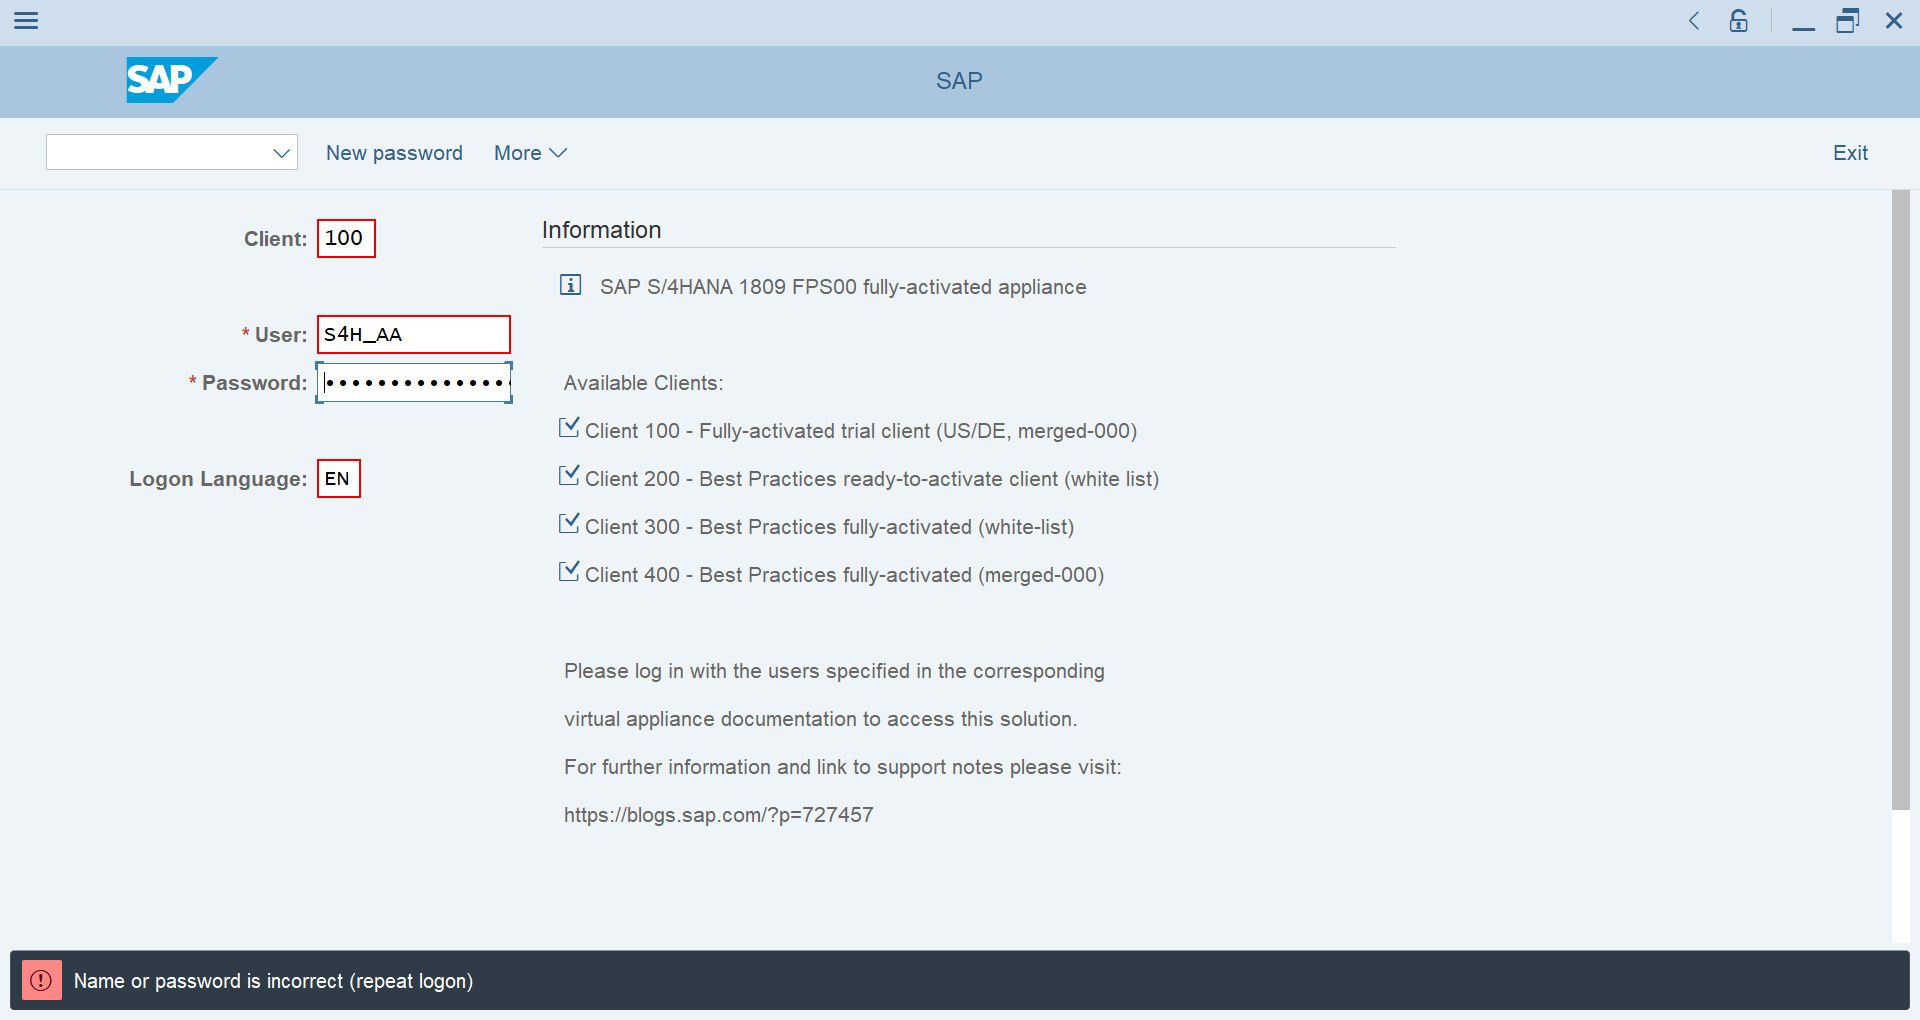 SAP
SAP
New password
More
Exit
Client: 100
Information
SAP S/4HANA 1809 FPS00 fully-activated appliance
* User: S4H_AA
* Password:
Available Clients:
Client 100 - Fully-activated trial client (US/DE, merged-000)
Logon Language: EN
Client 200 - Best Practices ready-to-activate client (white list)
Client 300 - Best Practices fully-activated (white-list)
Client 400 - Best Practices fully-activated (merged-000)
Please log in with the users specified in the corresponding
virtual appliance documentation to access this solution.
For further information and link to support notes please visit:
https://blogs.sap.com/?p=727457
Name or password is incorrect (repeat logon)